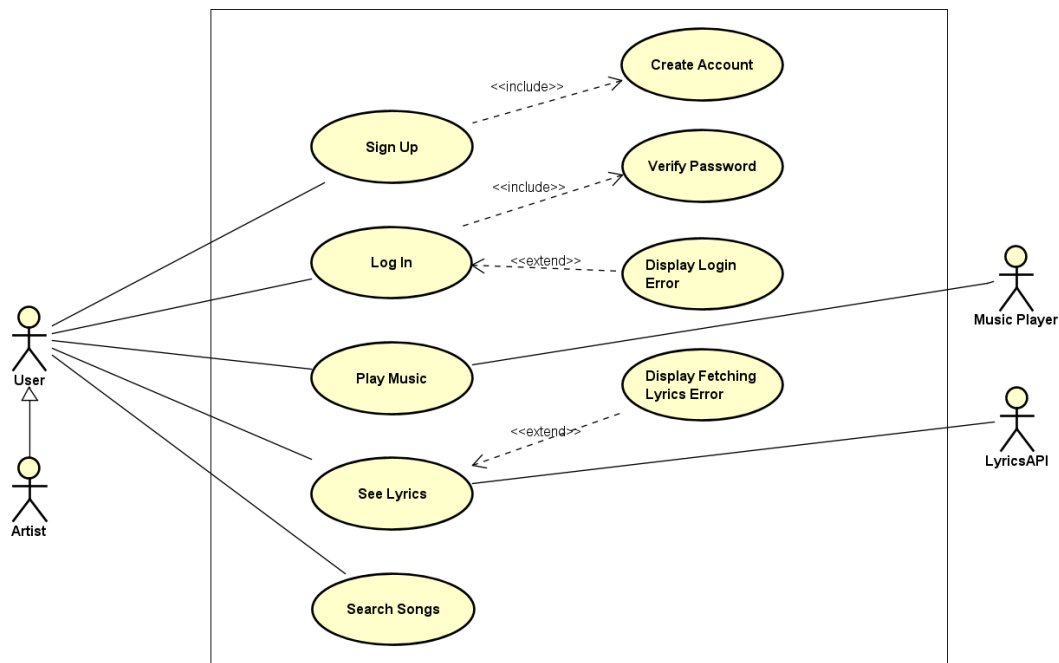 Create Account
<<include>>
Sign Up
Verify Password
<<include>>
Log In
<<extend>>
Display Login
Error
Music Player
User
Play Music
Display Fetching
Lyrics Error
<<extend>>
LyricsAPI
See Lyrics
Artist
Search Songs